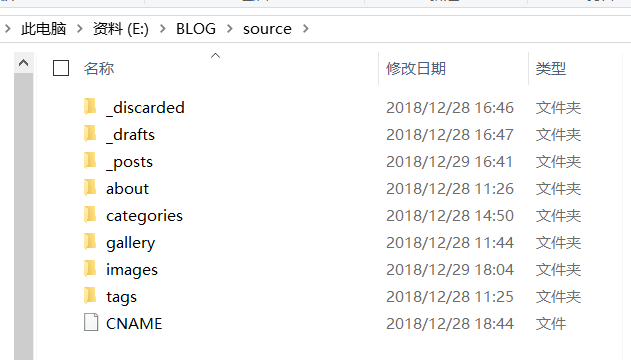 此电脑 > 资料 (E:) > BLOG > source >
名称 修改日期 类型
_discarded 2018/12/28 16:46 文件夹
_drafts 2018/12/28 16:47 文件夹
_posts 2018/12/29 16:41 文件夹
about 2018/12/28 11:26 文件夹
categories 2018/12/28 14:50 文件夹
gallery 2018/12/28 11:44 文件夹
images 2018/12/29 18:04 文件夹
tags 2018/12/28 11:25 文件夹
CNAME 2018/12/28 18:44 文件